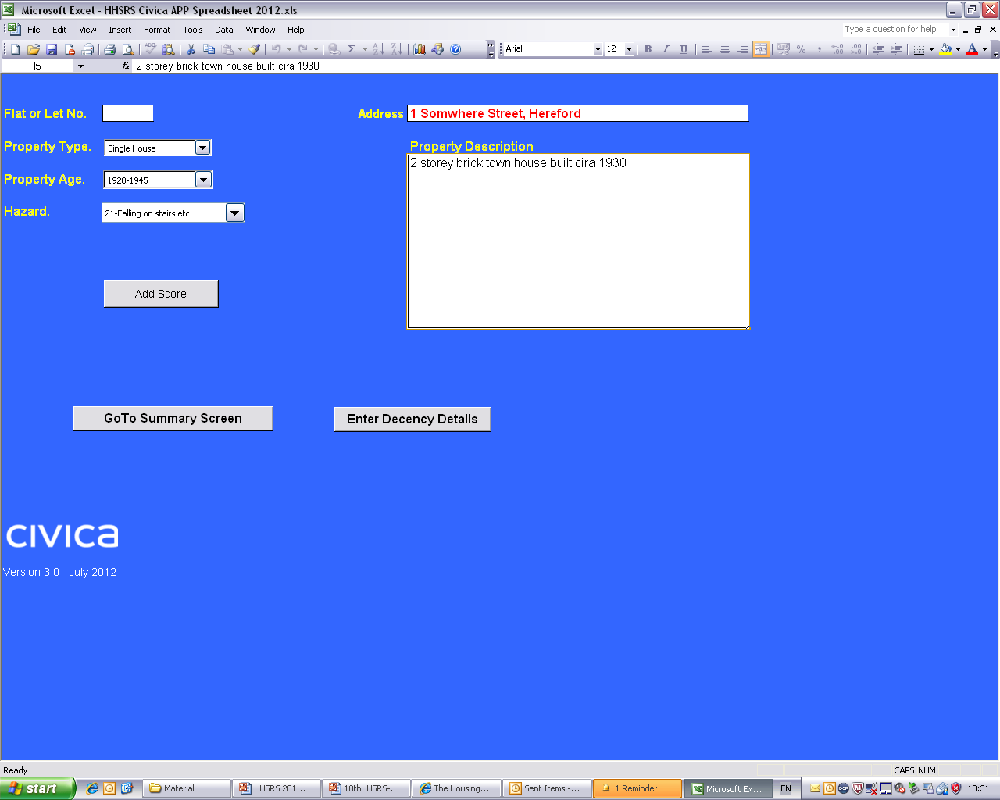 Microsoft Excel - HHSRS Civica APP Spreadsheet 2012.xls
File Edit View Insert Format Tools Data Window Help
Type a question for help
Arial 12
I5 fx 2 storey brick town house built cira 1930
Flat or Let No.
Address 1 Somwhere Street, Hereford
Property Type. Single House
Property Description
2 storey brick town house built cira 1930
Property Age. 1920-1945
Hazard. 21-Falling on stairs etc
Add Score
GoTo Summary Screen
Enter Decency Details
civica
Version 3.0 - July 2012
Ready
CAPS NUM
start Material HHSRS 201... 10thHHSRS-... The Housing... Sent Items -... 1 Reminder Microsoft Ex... EN 13:31